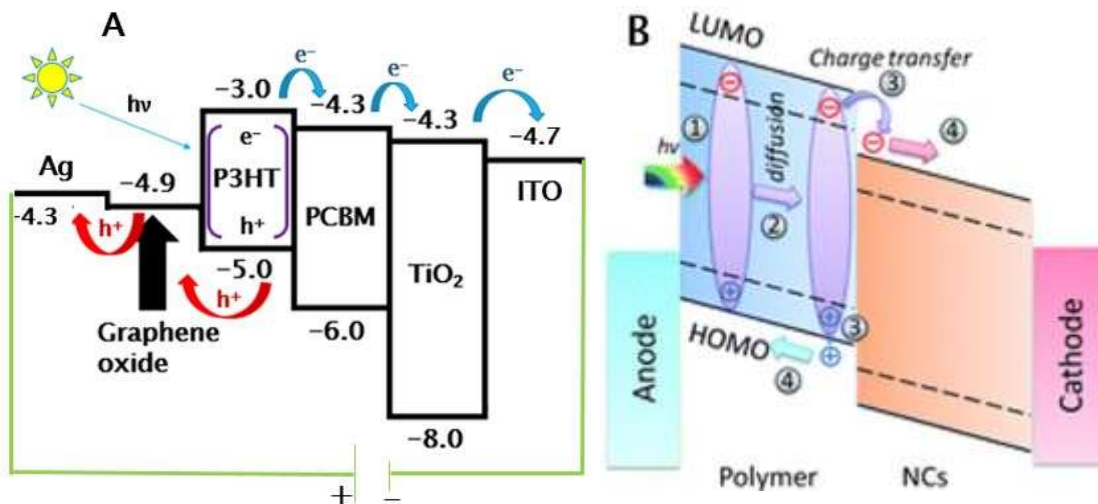 A
e⁻
e⁻
e⁻
hν
−3.0
−4.3
−4.3
−4.7
Ag
−4.9
e⁻
P3HT
h⁺
PCBM
TiO₂
ITO
-4.3
h⁺
−5.0
h⁺
−6.0
Graphene
oxide
−8.0
+
−
B
LUMO
Charge transfer
③
①
④
hν
diffusion
②
③
HOMO
④
Anode
Cathode
Polymer
NCs